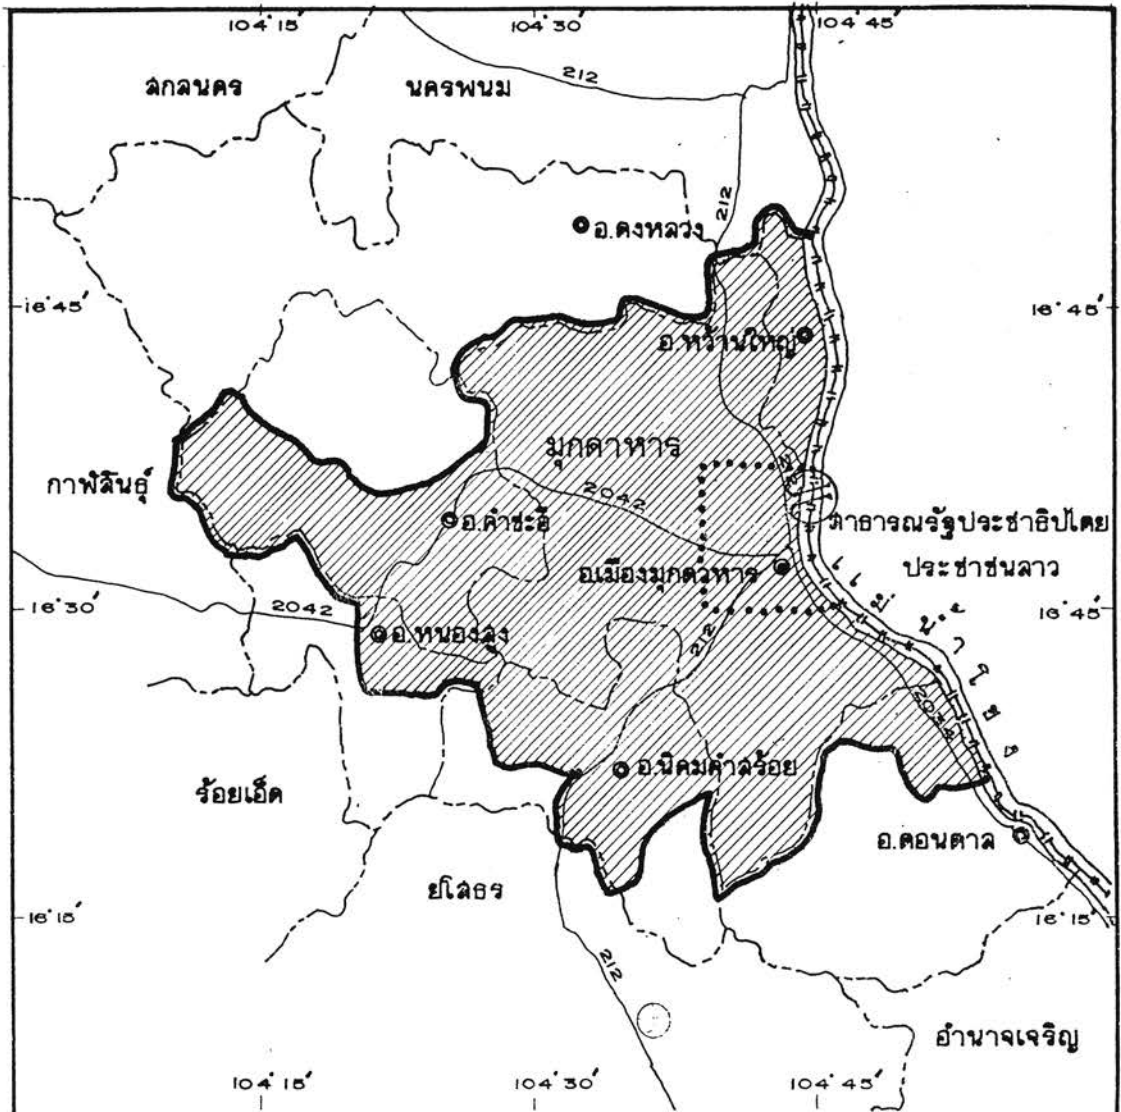 104°15′
104°30′
104°45′
สกลนคร
นครพนม
212
212
อ.ดงหลวง
16°45′
16°45′
อ.หว้านใหญ่
มุกดาหาร
กาฬสินธุ์
2042
212
อ.คำชะอี
สาธารณรัฐประชาธิปไตย
ประชาชนลาว
อ.เมืองมุกดาหาร
16°30′
16°45′
2042
อ.หนองสูง
212
แม่น้ำโขง
2034
อ.นิคมคำสร้อย
ร้อยเอ็ด
อ.ดอนตาล
ยโสธร
16°15′
16°15′
212
อำนาจเจริญ
104°15′
104°30′
104°45′